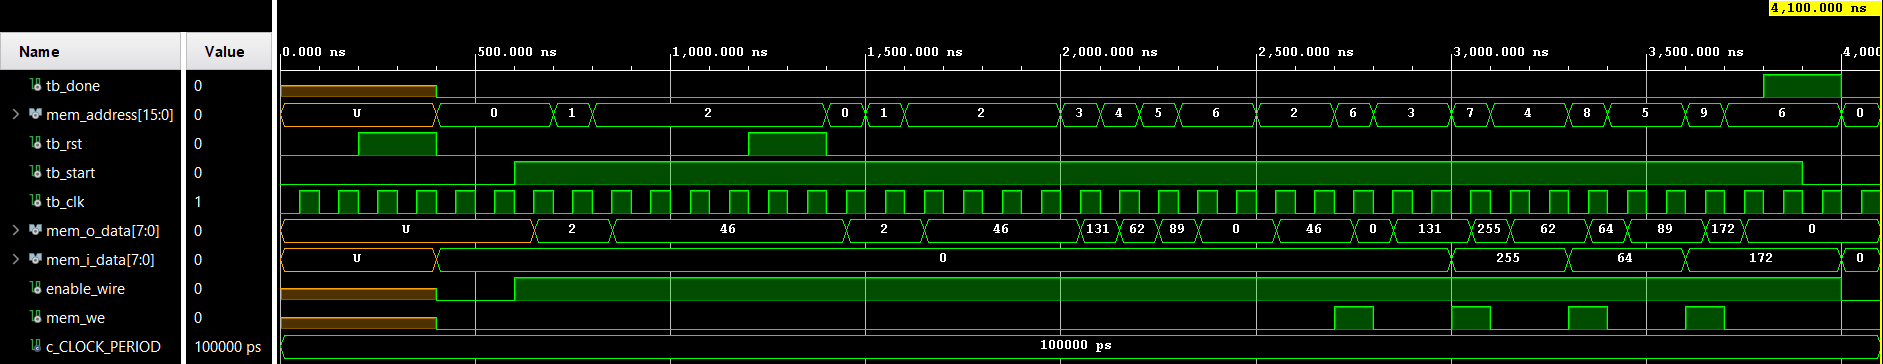 4,100.000 ns
Name Value 0.000 ns 500.000 ns 1,000.000 ns 1,500.000 ns 2,000.000 ns 2,500.000 ns 3,000.000 ns 3,500.000 ns 4,000
tb_done 0
mem_address[15:0] 0 U 0 1 2 0 1 2 3 4 5 6 2 6 3 7 4 8 5 9 6 0
tb_rst 0
tb_start 0
tb_clk 1
mem_o_data[7:0] 0 U 2 46 2 46 131 62 89 0 46 0 131 255 62 64 89 172 0
mem_i_data[7:0] 0 U 0 255 64 172 0
enable_wire 0
mem_we 0
c_CLOCK_PERIOD 100000 ps 100000 ps